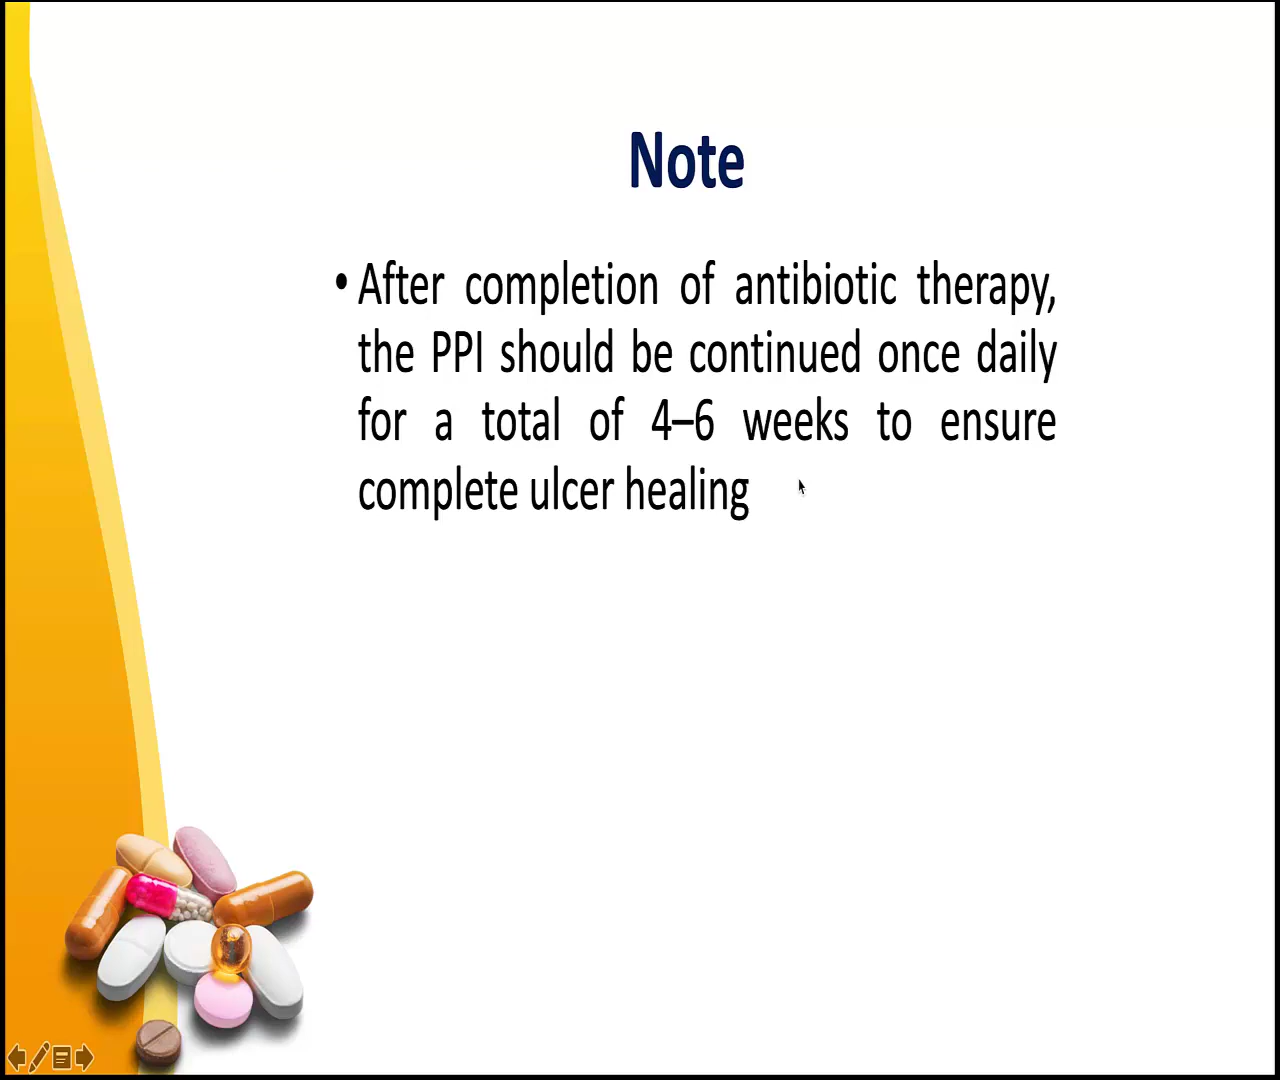 Note
• After completion of antibiotic therapy,
the PPI should be continued once daily
for a total of 4–6 weeks to ensure
complete ulcer healing